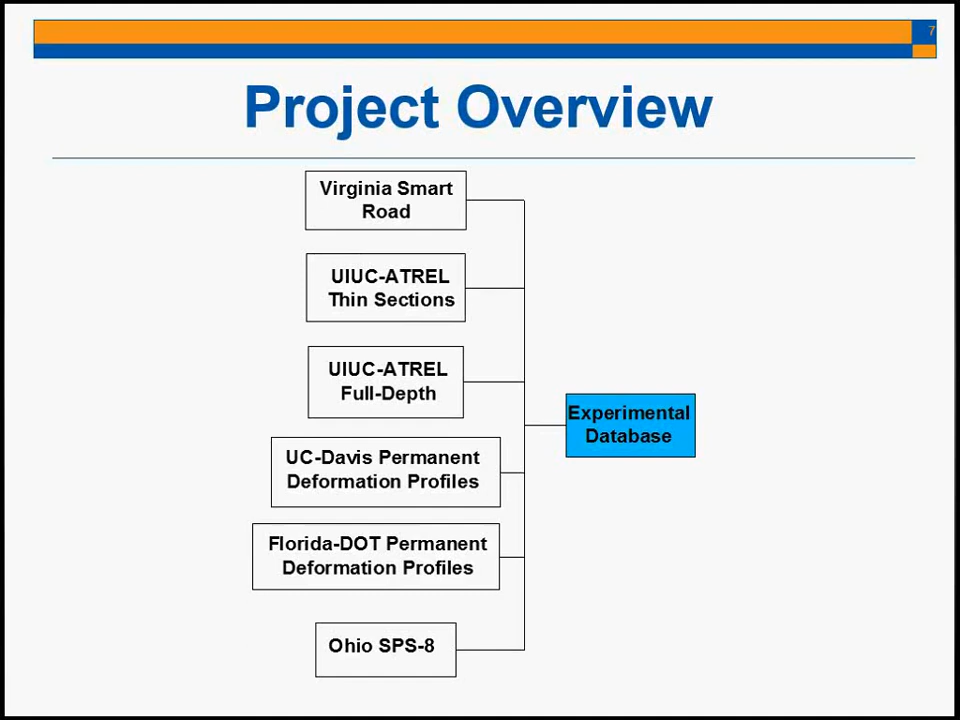 7
Project Overview
Virginia Smart
Road
UIUC-ATREL
Thin Sections
UIUC-ATREL
Full-Depth
Experimental
Database
UC-Davis Permanent
Deformation Profiles
Florida-DOT Permanent
Deformation Profiles
Ohio SPS-8